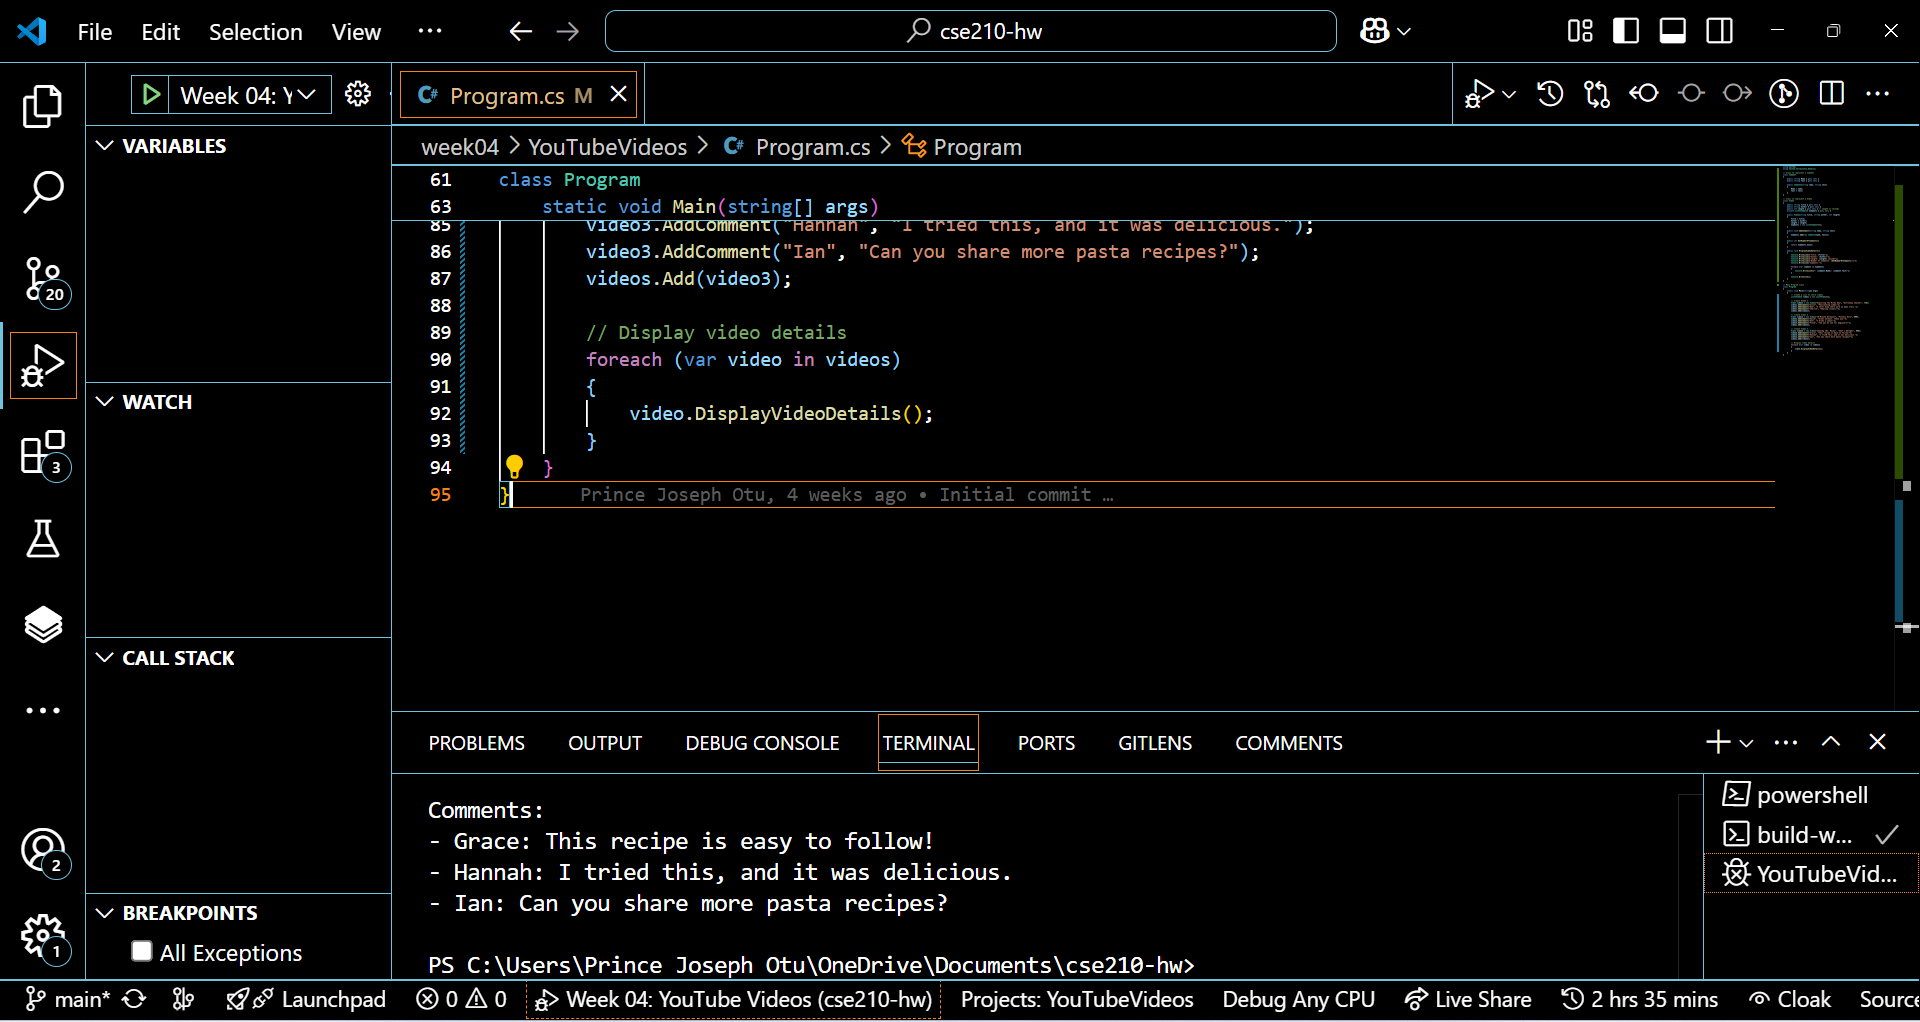 File Edit Selection View ··· cse210-hw
Week 04: Y
Program.cs M
VARIABLES
week04 > YouTubeVideos > Program.cs > Program
61 class Program
63 static void Main(string[] args)
85 video3.AddComment("Hannah", "I tried this, and it was delicious.");
86 video3.AddComment("Ian", "Can you share more pasta recipes?");
87 videos.Add(video3);
88
89 // Display video details
90 foreach (var video in videos)
91 {
92 video.DisplayVideoDetails();
93 }
94 }
95 } Prince Joseph Otu, 4 weeks ago • Initial commit …
20
WATCH
3
CALL STACK
2
BREAKPOINTS
1
All Exceptions
PROBLEMS OUTPUT DEBUG CONSOLE TERMINAL PORTS GITLENS COMMENTS
Comments:
- Grace: This recipe is easy to follow!
- Hannah: I tried this, and it was delicious.
- Ian: Can you share more pasta recipes?
PS C:\Users\Prince Joseph Otu\OneDrive\Documents\cse210-hw>
powershell
build-w...
YouTubeVid...
main* Launchpad 0 0 Week 04: YouTube Videos (cse210-hw) Projects: YouTubeVideos Debug Any CPU Live Share 2 hrs 35 mins Cloak Source